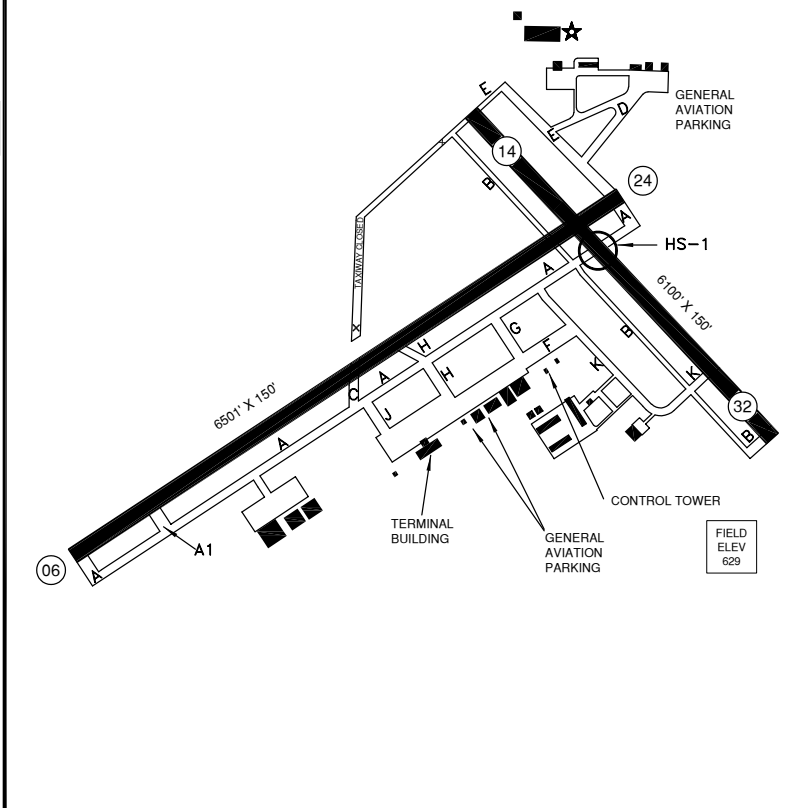 GENERAL
AVIATION
PARKING
E
D
E
14
24
B
A
HS-1
TAXIWAY CLOSED
A
6100' X 150'
X
H
G
B
F
A
H
K
K
C
6501' X 150'
J
32
A
B
CONTROL TOWER
TERMINAL
BUILDING
GENERAL
AVIATION
PARKING
FIELD
ELEV
629
A1
06
A